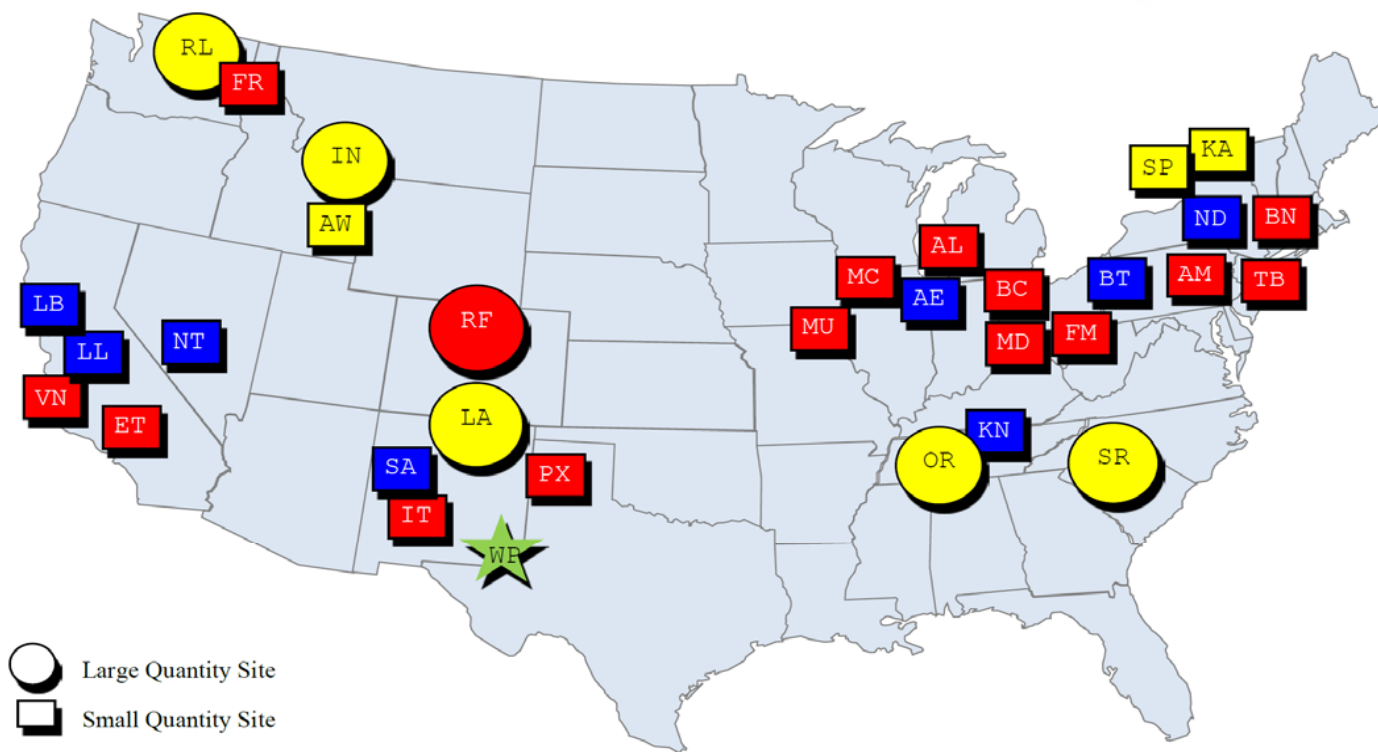 RL
FR
IN
AW
KA
SP
ND
BN
AL
MC
AE
BC
BT
AM
TB
MU
MD
FM
LB
LL
NT
VN
ET
RF
LA
SA
PX
IT
WP
OR
KN
SR
Large Quantity Site
Small Quantity Site